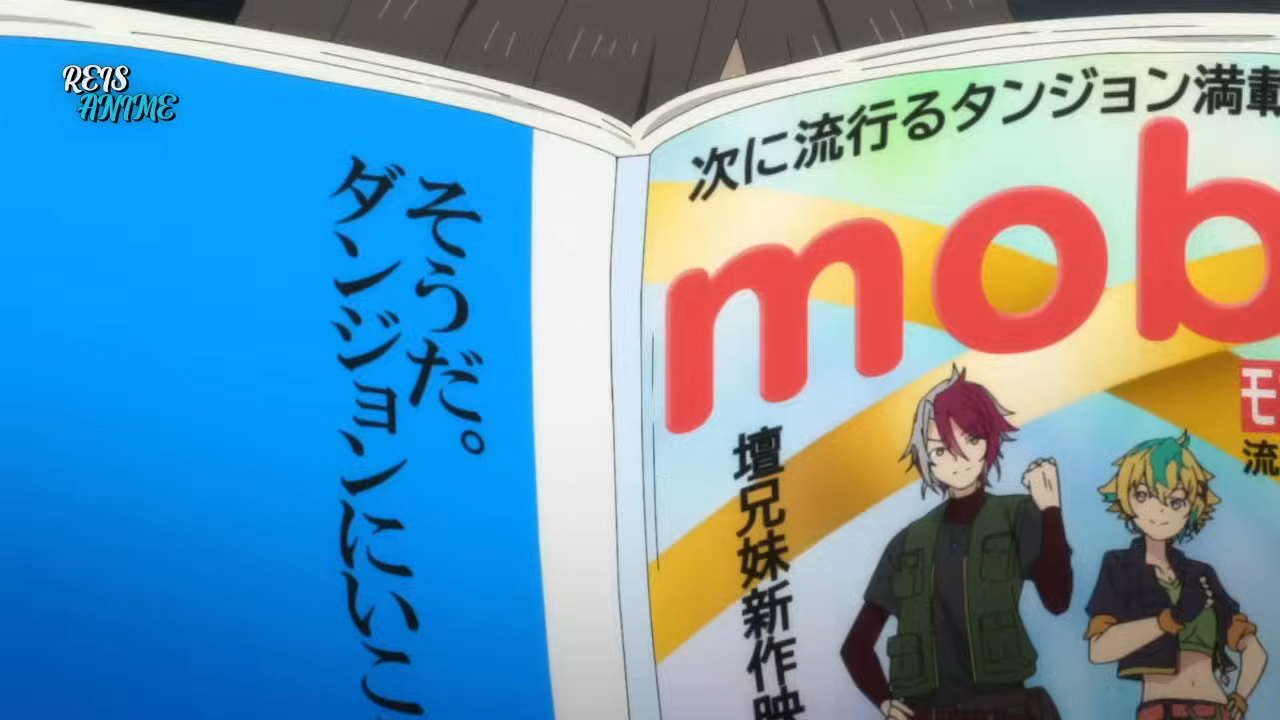 REIS
ANIME
そうだ。
ダンジョンにいこ
次に流行るタンジョン満載
mob
モ
流
壇兄妹新作映